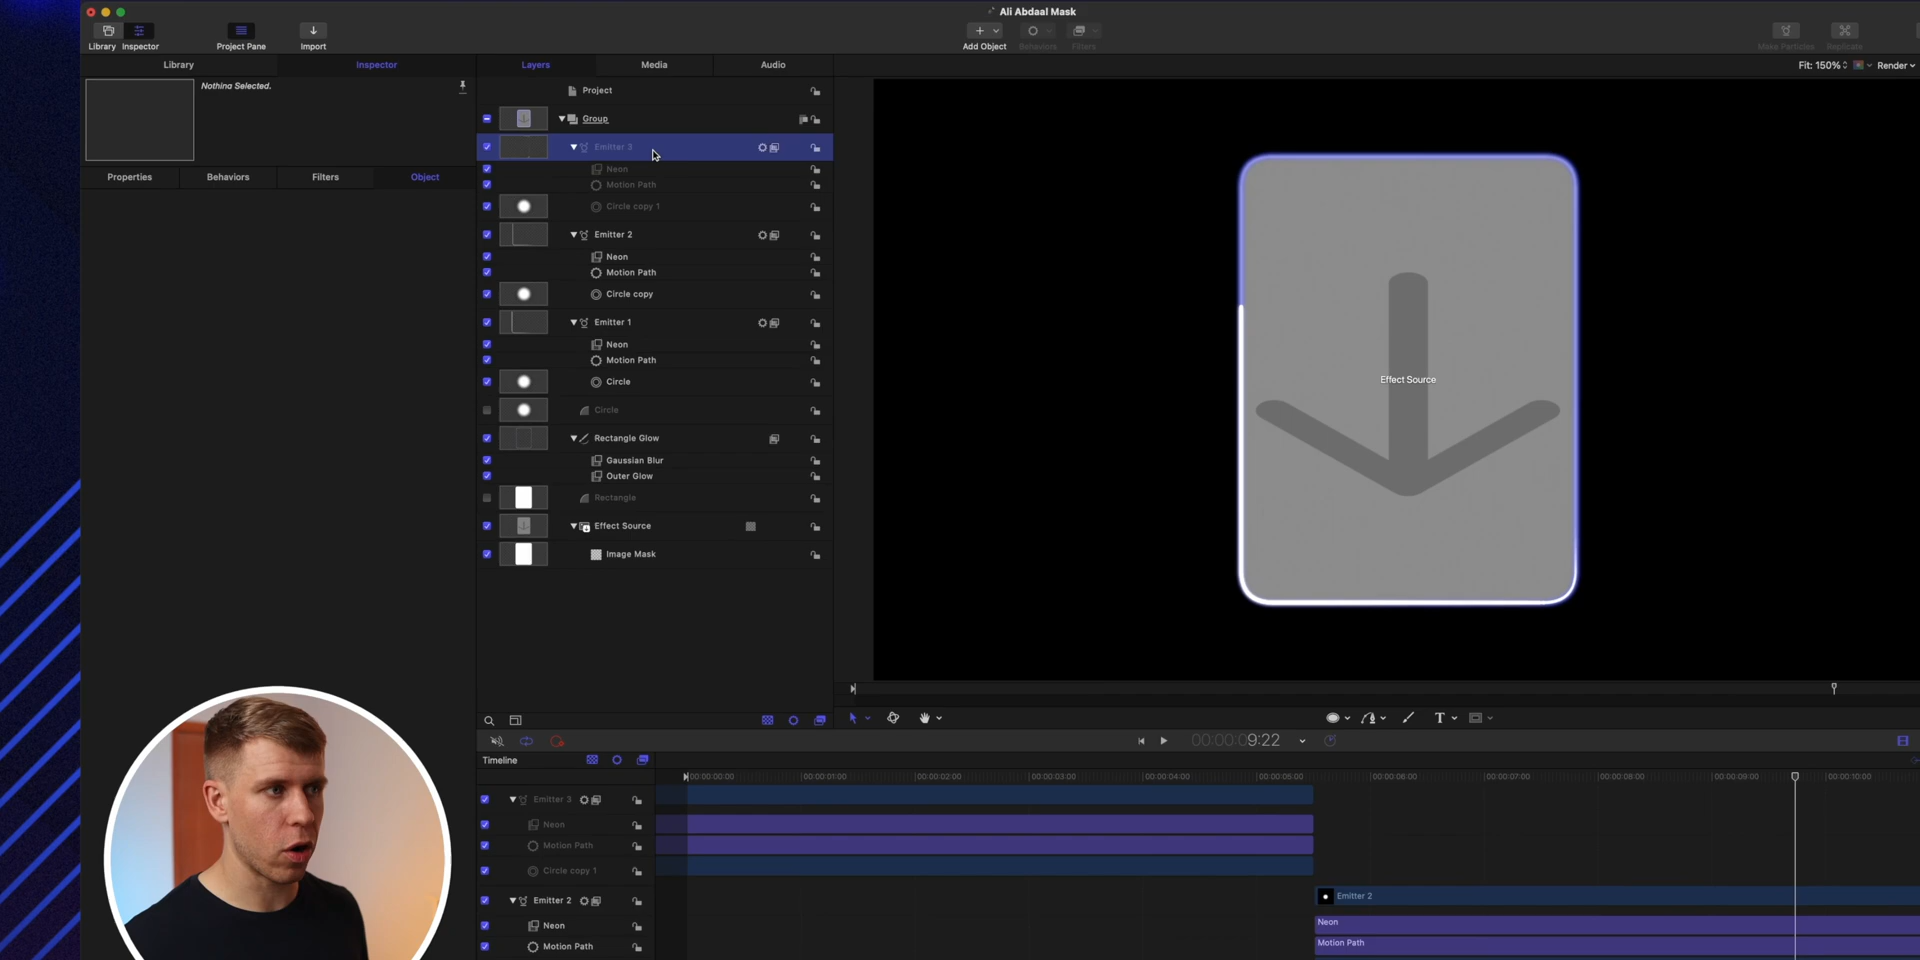 Ali Abdaal Mask
Library
Inspector
Project Pane
Import
Add Object
Behaviors
Filters
Make Particles
Replicate
Library
Inspector
Layers
Media
Audio
Fit: 150%
Render
Nothing Selected.
Properties
Behaviors
Filters
Object
Project
Group
Emitter 3
Neon
Motion Path
Circle copy 1
Emitter 2
Neon
Motion Path
Circle copy
Emitter 1
Neon
Motion Path
Circle
Circle
Rectangle Glow
Gaussian Blur
Outer Glow
Rectangle
Effect Source
Image Mask
Effect Source
T
00:00:09:22
Timeline
00:00:00:00
00:00:01:00
00:00:02:00
00:00:03:00
00:00:04:00
00:00:05:00
00:00:06:00
00:00:07:00
00:00:08:00
00:00:09:00
00:00:10:00
Emitter 3
Neon
Motion Path
Circle copy 1
Emitter 2
Emitter 2
Neon
Neon
Motion Path
Motion Path